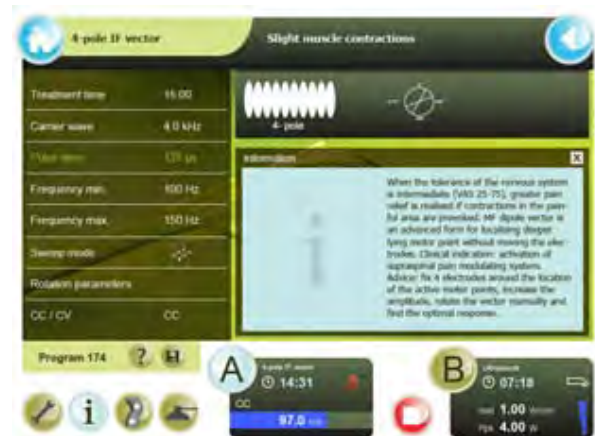 4-pole IF vector
Slight muscle contractions
Treatment time 15:00
Carrier wave 4.0 kHz
4- pole
Information
Frequency min. 100 Hz
Frequency max. 150 Hz
Sweep mode
Rotation parameters
CC / CV CC
When the tolerance of the nervous system
is intermediate (VAS 25-75), greater pain
relief is realised if contractions in the pain-
ful area are provoked. MF dipole vector is
an advanced form for localising deeper
lying motor point without moving the elec-
trodes. Clinical indication: activation of
supraspinal pain modulating system.
Advice: fix 4 electrodes around the location
of the active motor points, increase the
amplitude, rotate the vector manually and
find the optimal response.
Program 174
?
i
A
4-pole IF vector
14:31
CC
97.0
B
Ultrasound
07:18
1.00
4.00 W